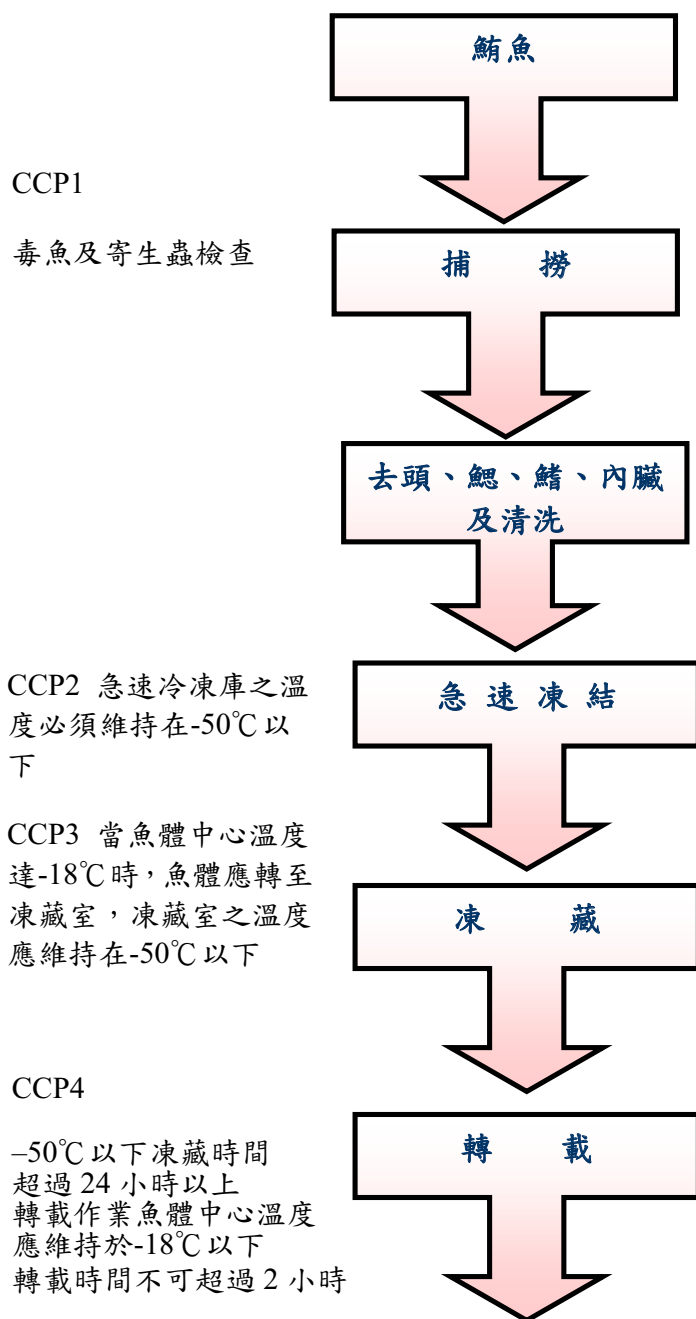 鮪魚
CCP1
毒魚及寄生蟲檢查
捕 撈
去頭、鰓、鰭、內臟
及清洗
CCP2 急速冷凍庫之溫
度必須維持在-50℃以
下
急 速 凍 結
CCP3 當魚體中心溫度
達-18℃時，魚體應轉至
凍藏室，凍藏室之溫度
應維持在-50℃以下
凍 藏
CCP4
–50℃以下凍藏時間
超過 24 小時以上
轉載作業魚體中心溫度
應維持於-18℃以下
轉載時間不可超過 2 小時
轉 載